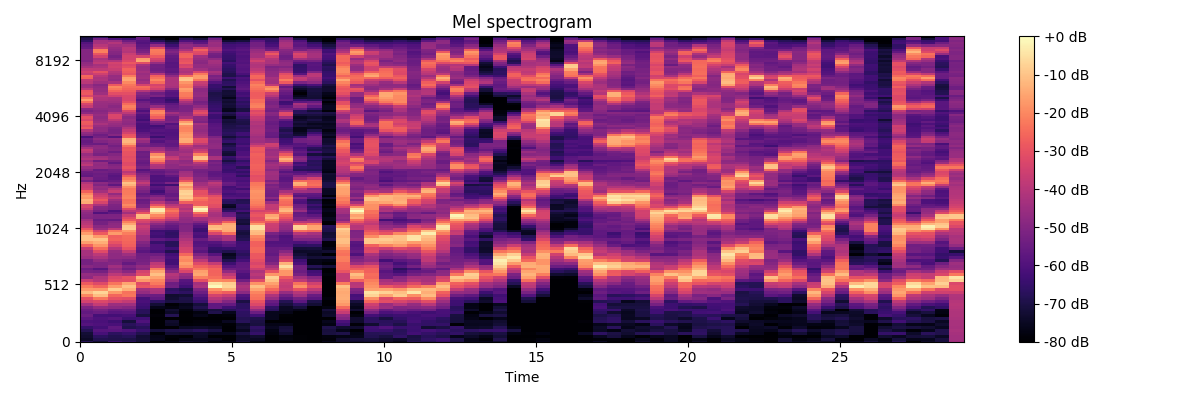 Mel spectrogram
8192
4096
2048
1024
512
0
Hz
0 5 10 15 20 25
Time
+0 dB
-10 dB
-20 dB
-30 dB
-40 dB
-50 dB
-60 dB
-70 dB
-80 dB